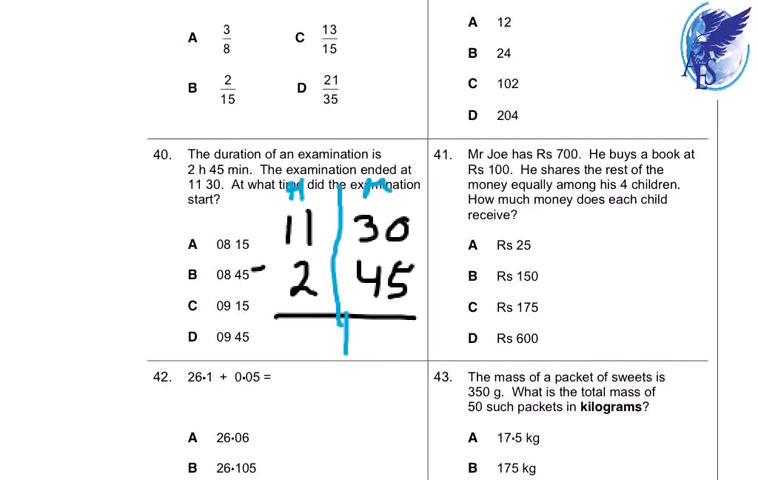 A 3/8 C 13/15
B 2/15 D 21/35
A 12
B 24
C 102
D 204
AES
40. The duration of an examination is
2 h 45 min. The examination ended at
11 30. At what time did the examination
start?
H M
11 30
- 2 45
A 08 15
B 08 45
C 09 15
D 09 45
41. Mr Joe has Rs 700. He buys a book at
Rs 100. He shares the rest of the
money equally among his 4 children.
How much money does each child
receive?
A Rs 25
B Rs 150
C Rs 175
D Rs 600
42. 26·1 + 0·05 =
A 26·06
B 26·105
43. The mass of a packet of sweets is
350 g. What is the total mass of
50 such packets in kilograms?
A 17·5 kg
B 175 kg